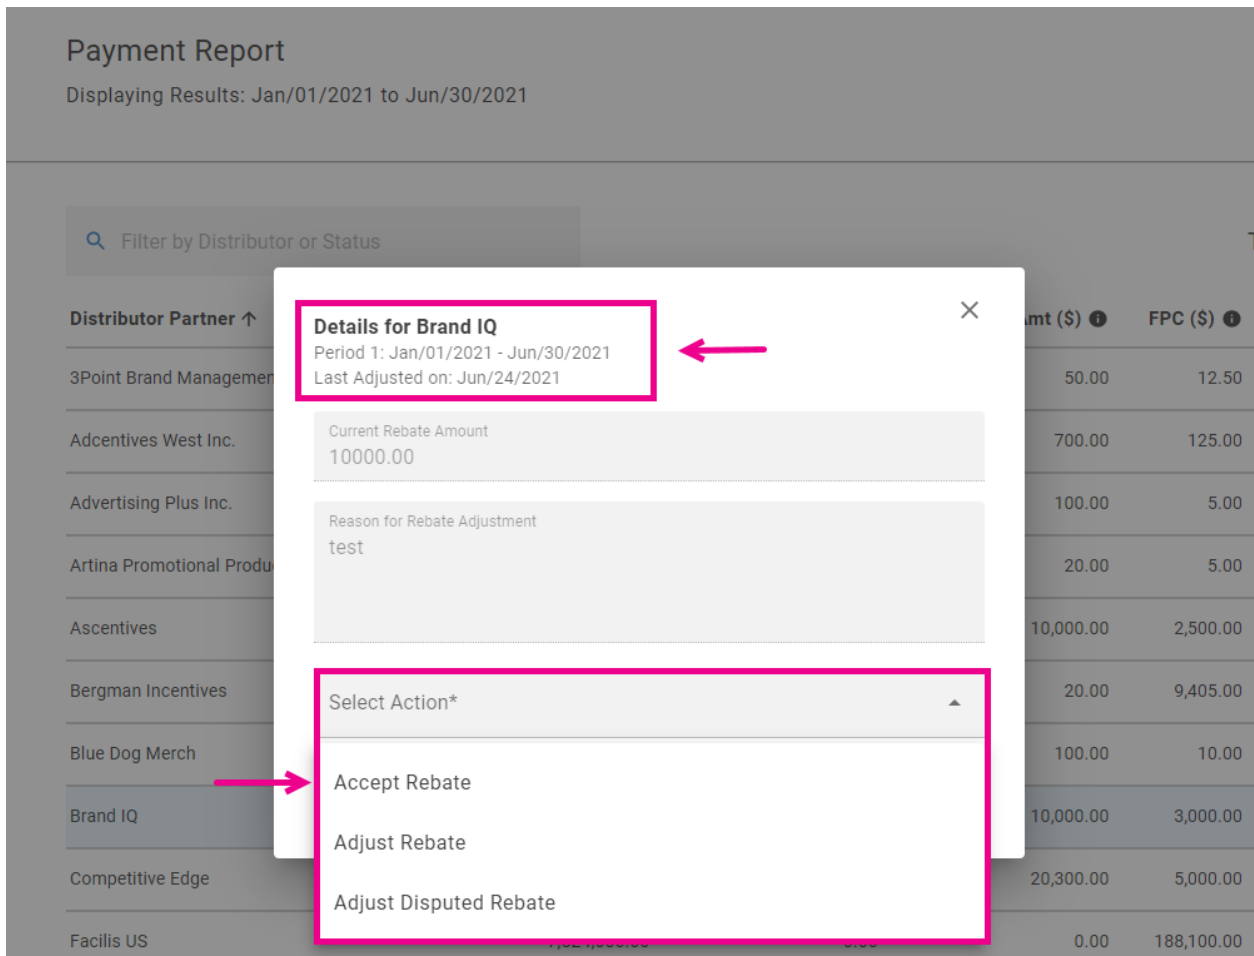 Payment Report
Displaying Results: Jan/01/2021 to Jun/30/2021
Filter by Distributor or Status
Distributor Partner
($)
FPC ($)
Details for Brand IQ
Period 1: Jan/01/2021 - Jun/30/2021
Last Adjusted on: Jun/24/2021
3Point Brand
50.00 12.50
Current Rebate Amount
10000.00
Adcentives West Inc.
700.00 125.00
Advertising Plus Inc.
100.00 5.00
Reason for Rebate Adjustment
test
Artina Promotional
20.00 5.00
Ascentives
10,000.00 2,500.00
Bergman Incentives
20.00 9,405.00
Select Action*
Blue Dog Merch
100.00 10.00
Accept Rebate
Brand IQ
10,000.00 3,000.00
Adjust Rebate
Competitive Edge
20,300.00 5,000.00
Adjust Disputed Rebate
Facilis US
0.00 188,100.00